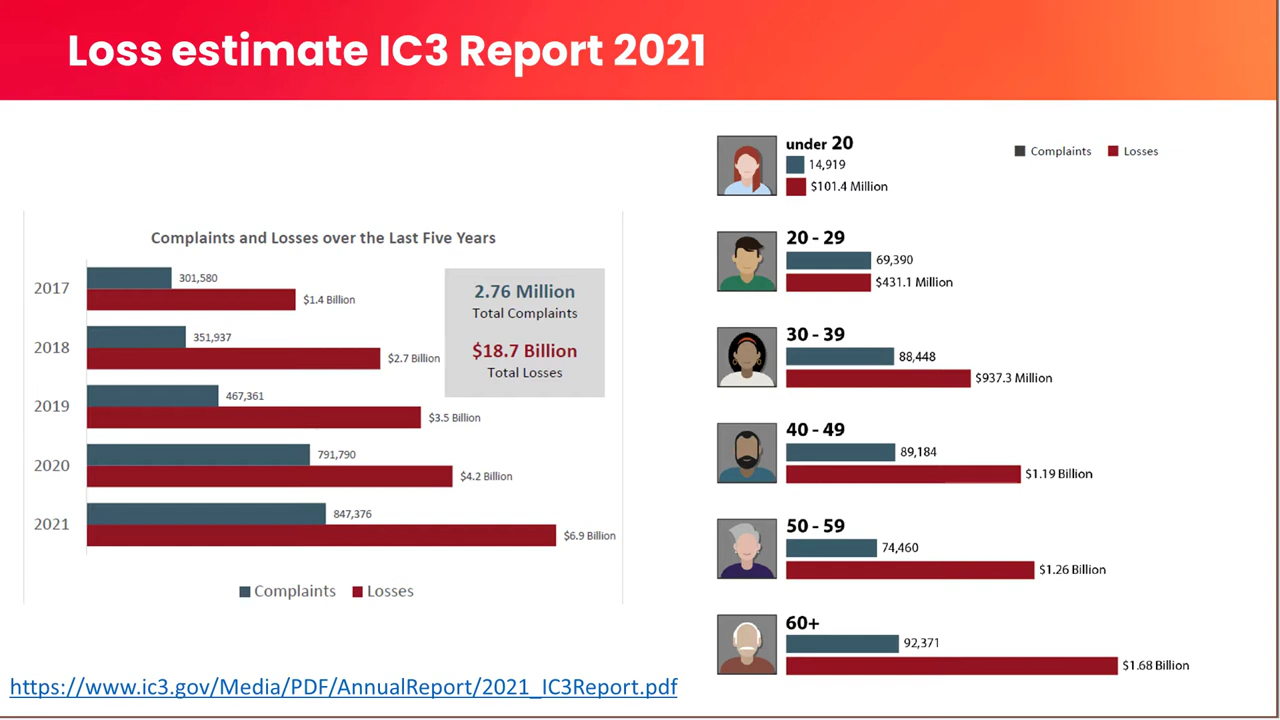 Loss estimate IC3 Report 2021
Complaints and Losses over the Last Five Years
2017
301,580
$1.4 Billion
2018
351,937
$2.7 Billion
2019
467,361
$3.5 Billion
2020
791,790
$4.2 Billion
2021
847,376
$6.9 Billion
2.76 Million
Total Complaints
$18.7 Billion
Total Losses
Complaints Losses
under 20
14,919
$101.4 Million
Complaints Losses
20 - 29
69,390
$431.1 Million
30 - 39
88,448
$937.3 Million
40 - 49
89,184
$1.19 Billion
50 - 59
74,460
$1.26 Billion
60+
92,371
$1.68 Billion
https://www.ic3.gov/Media/PDF/AnnualReport/2021_IC3Report.pdf